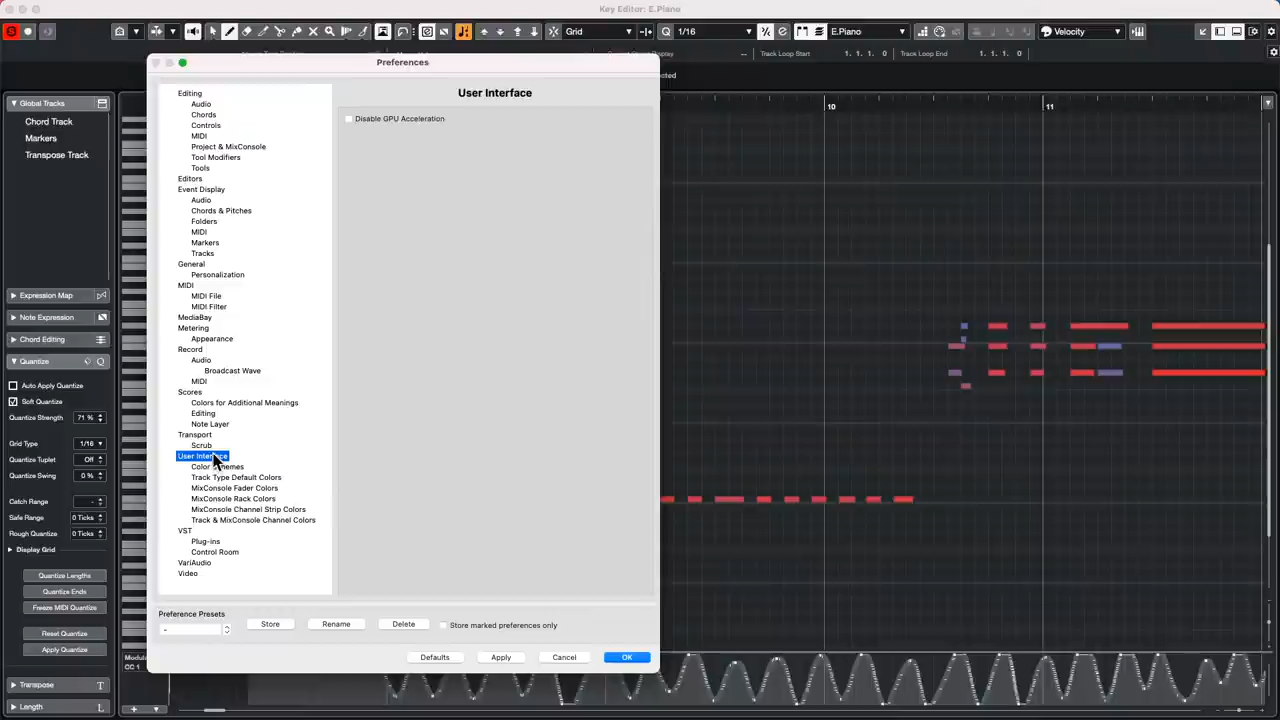 Key Editor: E.Piano
Grid
1/16
E.Piano
Velocity
Track Loop Start
1. 1. 1. 0
Track Loop End
1. 1. 1. 0
Preferences
Global Tracks
Chord Track
Markers
Transpose Track
Expression Map
Note Expression
Chord Editing
Quantize
Auto Apply Quantize
Soft Quantize
Quantize Strength
71 %
Grid Type
1/16
Quantize Tuplet
Off
Quantize Swing
0 %
Catch Range
-
Safe Range
0 Ticks
Rough Quantize
0 Ticks
Display Grid
Quantize Lengths
Quantize Ends
Freeze MIDI Quantize
Reset Quantize
Apply Quantize
Transpose
Length
Editing
Audio
Chords
Controls
MIDI
Project & MixConsole
Tool Modifiers
Tools
Editors
Event Display
Audio
Chords & Pitches
Folders
MIDI
Markers
Tracks
General
Personalization
MIDI
MIDI File
MIDI Filter
MediaBay
Metering
Appearance
Record
Audio
Broadcast Wave
MIDI
Scores
Colors for Additional Meanings
Editing
Note Layer
Transport
Scrub
User
Track Type Default Colors
MixConsole Fader Colors
MixConsole Rack Colors
MixConsole Channel Strip Colors
Track & MixConsole Channel Colors
VST
Plug-ins
Control Room
VariAudio
Video
User Interface
Disable GPU Acceleration
Preference Presets
-
Store
Rename
Delete
Store marked preferences only
Defaults
Apply
Cancel
OK
10
11
CC 1